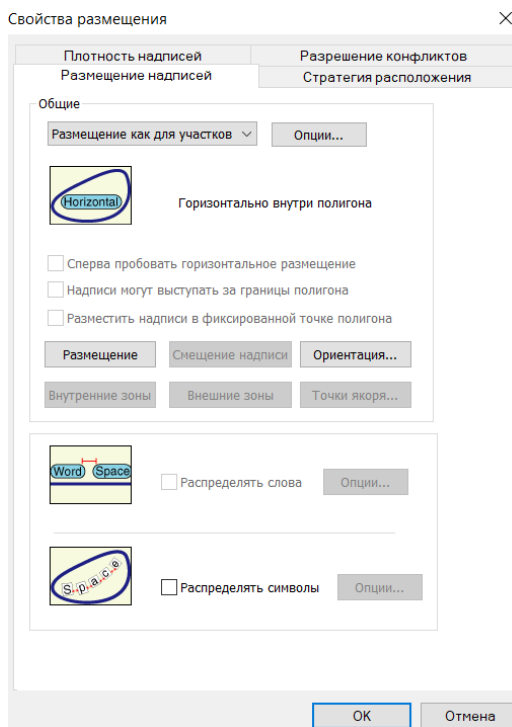 Свойства размещения
Плотность надписей Разрешение конфликтов
Размещение надписей Стратегия расположения
Общие
Размещение как для участков Опции...
Horizontal Горизонтально внутри полигона
Сперва пробовать горизонтальное размещение
Надписи могут выступать за границы полигона
Разместить надписи в фиксированной точке полигона
Размещение Смещение надписи Ориентация...
Внутренние зоны Внешние зоны Точки якоря...
Word Space Распределять слова Опции...
Space Распределять символы Опции...
OK Отмена